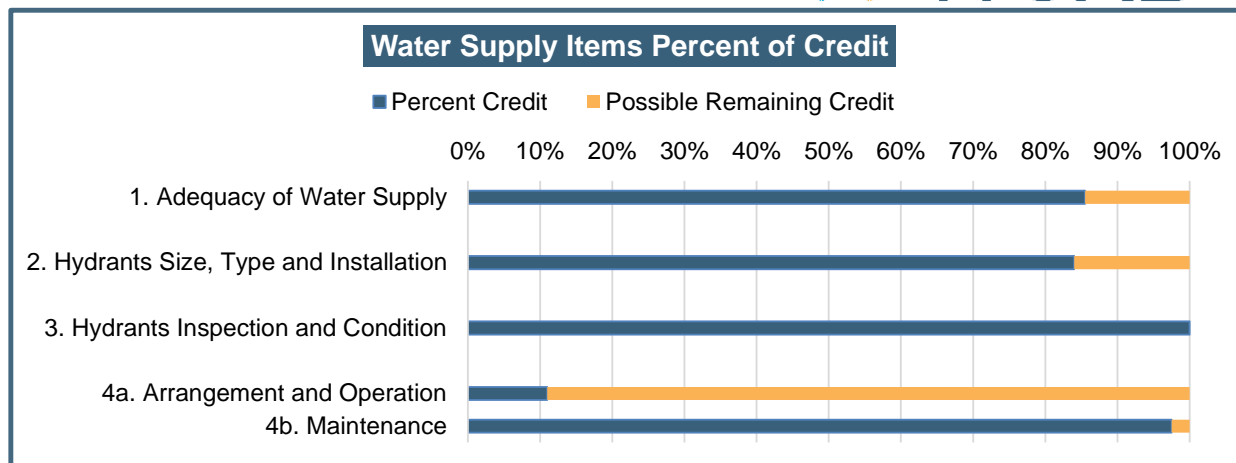 Water Supply Items Percent of Credit
Percent Credit Possible Remaining Credit
0% 10% 20% 30% 40% 50% 60% 70% 80% 90% 100%
1. Adequacy of Water Supply
2. Hydrants Size, Type and Installation
3. Hydrants Inspection and Condition
4a. Arrangement and Operation
4b. Maintenance